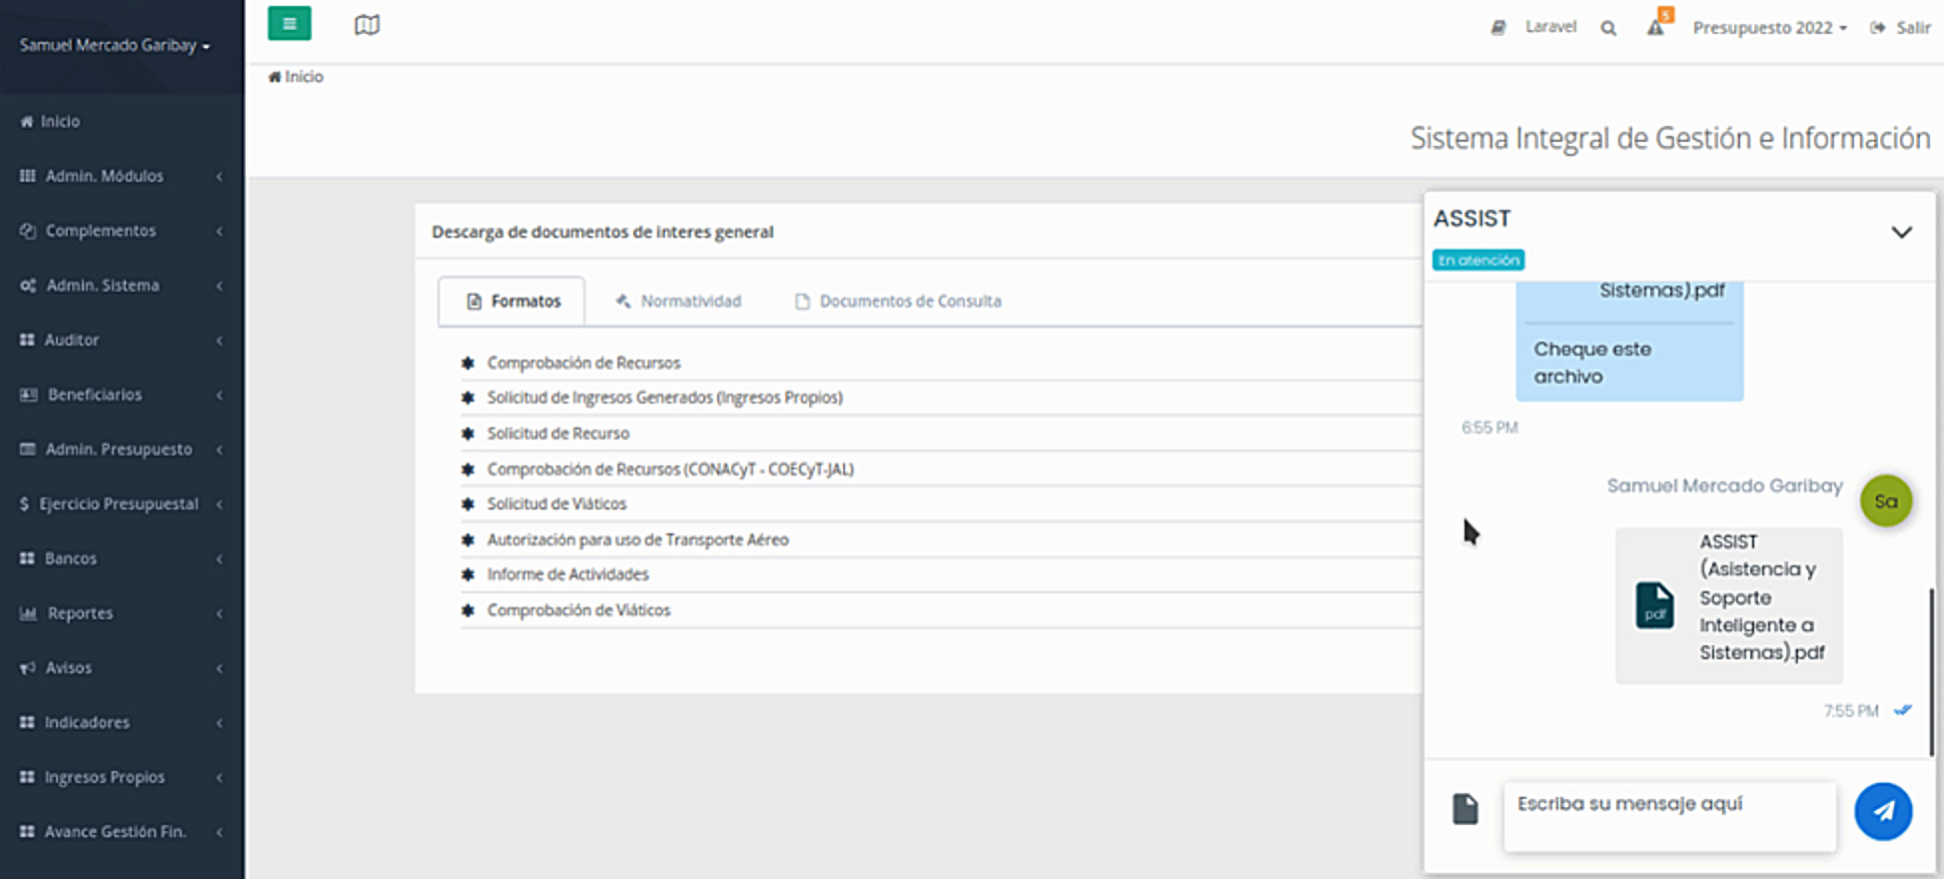 Samuel Mercado Garibay
Inicio
Admin. Módulos
Complementos
Admin. Sistema
Auditor
Beneficiarios
Admin. Presupuesto
Ejercicio Presupuestal
Bancos
Reportes
Avisos
Indicadores
Ingresos Propios
Avance Gestión Fin.
Laravel
5
Presupuesto 2022
Salir
Inicio
Sistema Integral de Gestión e Información
Descarga de documentos de interes general
Formatos
Normatividad
Documentos de Consulta
Comprobación de Recursos
Solicitud de Ingresos Generados (Ingresos Propios)
Solicitud de Recurso
Comprobación de Recursos (CONACyT - COECyT-JAL)
Solicitud de Viáticos
Autorización para uso de Transporte Aéreo
Informe de Actividades
Comprobación de Viáticos
ASSIST
En atención
Sistemas).pdf
Cheque este
archivo
6:55 PM
Samuel Mercado Garibay
Sa
pdf
ASSIST
(Asistencia y
Soporte
Inteligente a
Sistemas).pdf
7:55 PM
Escriba su mensaje aquí